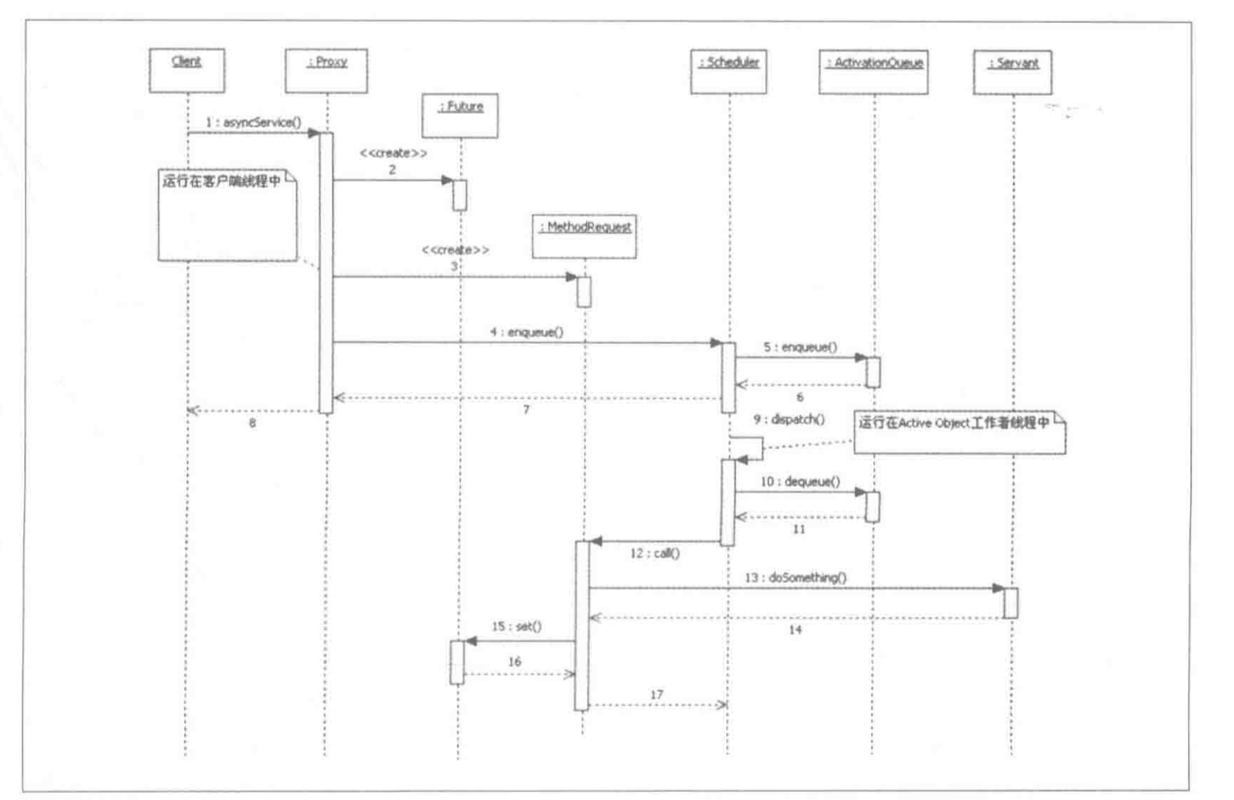 Client
: Proxy
: Scheduler
: ActivationQueue
: Servant
: Future
1 : asyncService()
<<create>>
2
运行在客户端线程中
: MethodRequest
<<create>>
3
4 : enqueue()
5 : enqueue()
6
7
8
9 : dispatch()
运行在Active Object工作者线程中
10 : dequeue()
11
12 : call()
13 : doSomething()
14
15 : set()
16
17